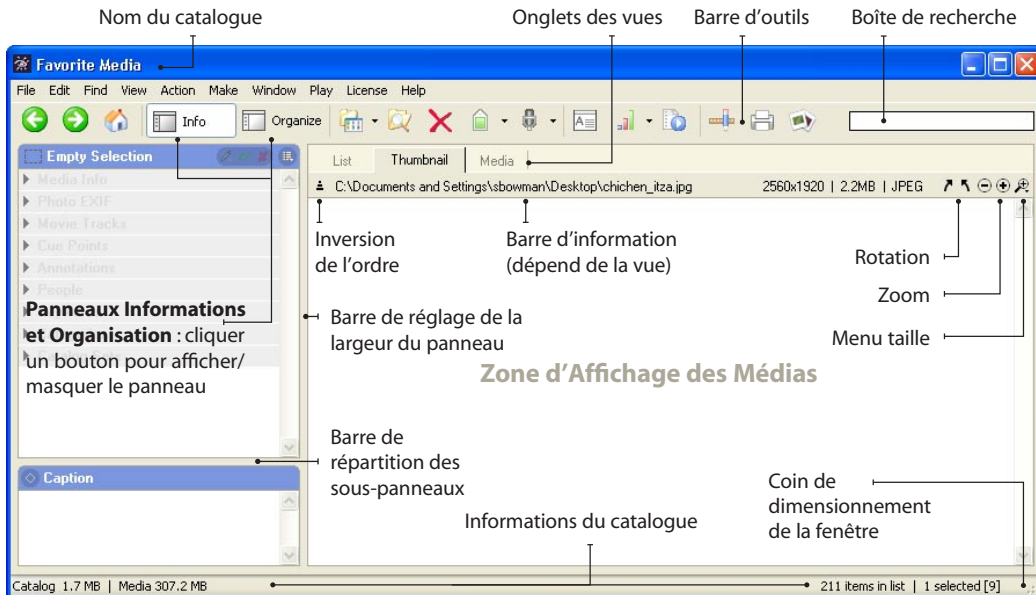 Nom du catalogue
Onglets des vues
Barre d'outils
Boîte de recherche
Favorite Media
File Edit Find View Action Make Window Play License Help
Info
Organize
Empty Selection
List Thumbnail Media
Media Info
C:\Documents and Settings\sbowman\Desktop\chichen_itza.jpg
2560x1920 | 2.2MB | JPEG
Photo EXIF
Movie Tracks
Cue Points
Annotations
People
Inversion
de l'ordre
Barre d'information
(dépend de la vue)
Rotation
Zoom
Menu taille
Panneaux Informations
et Organisation : cliquer
un bouton pour afficher/
masquer le panneau
Barre de réglage de la
largeur du panneau
Zone d'Affichage des Médias
Barre de
répartition des
sous-panneaux
Caption
Coin de
dimensionnement
de la fenêtre
Informations du catalogue
Catalog 1.7 MB | Media 307.2 MB
211 items in list | 1 selected [9]